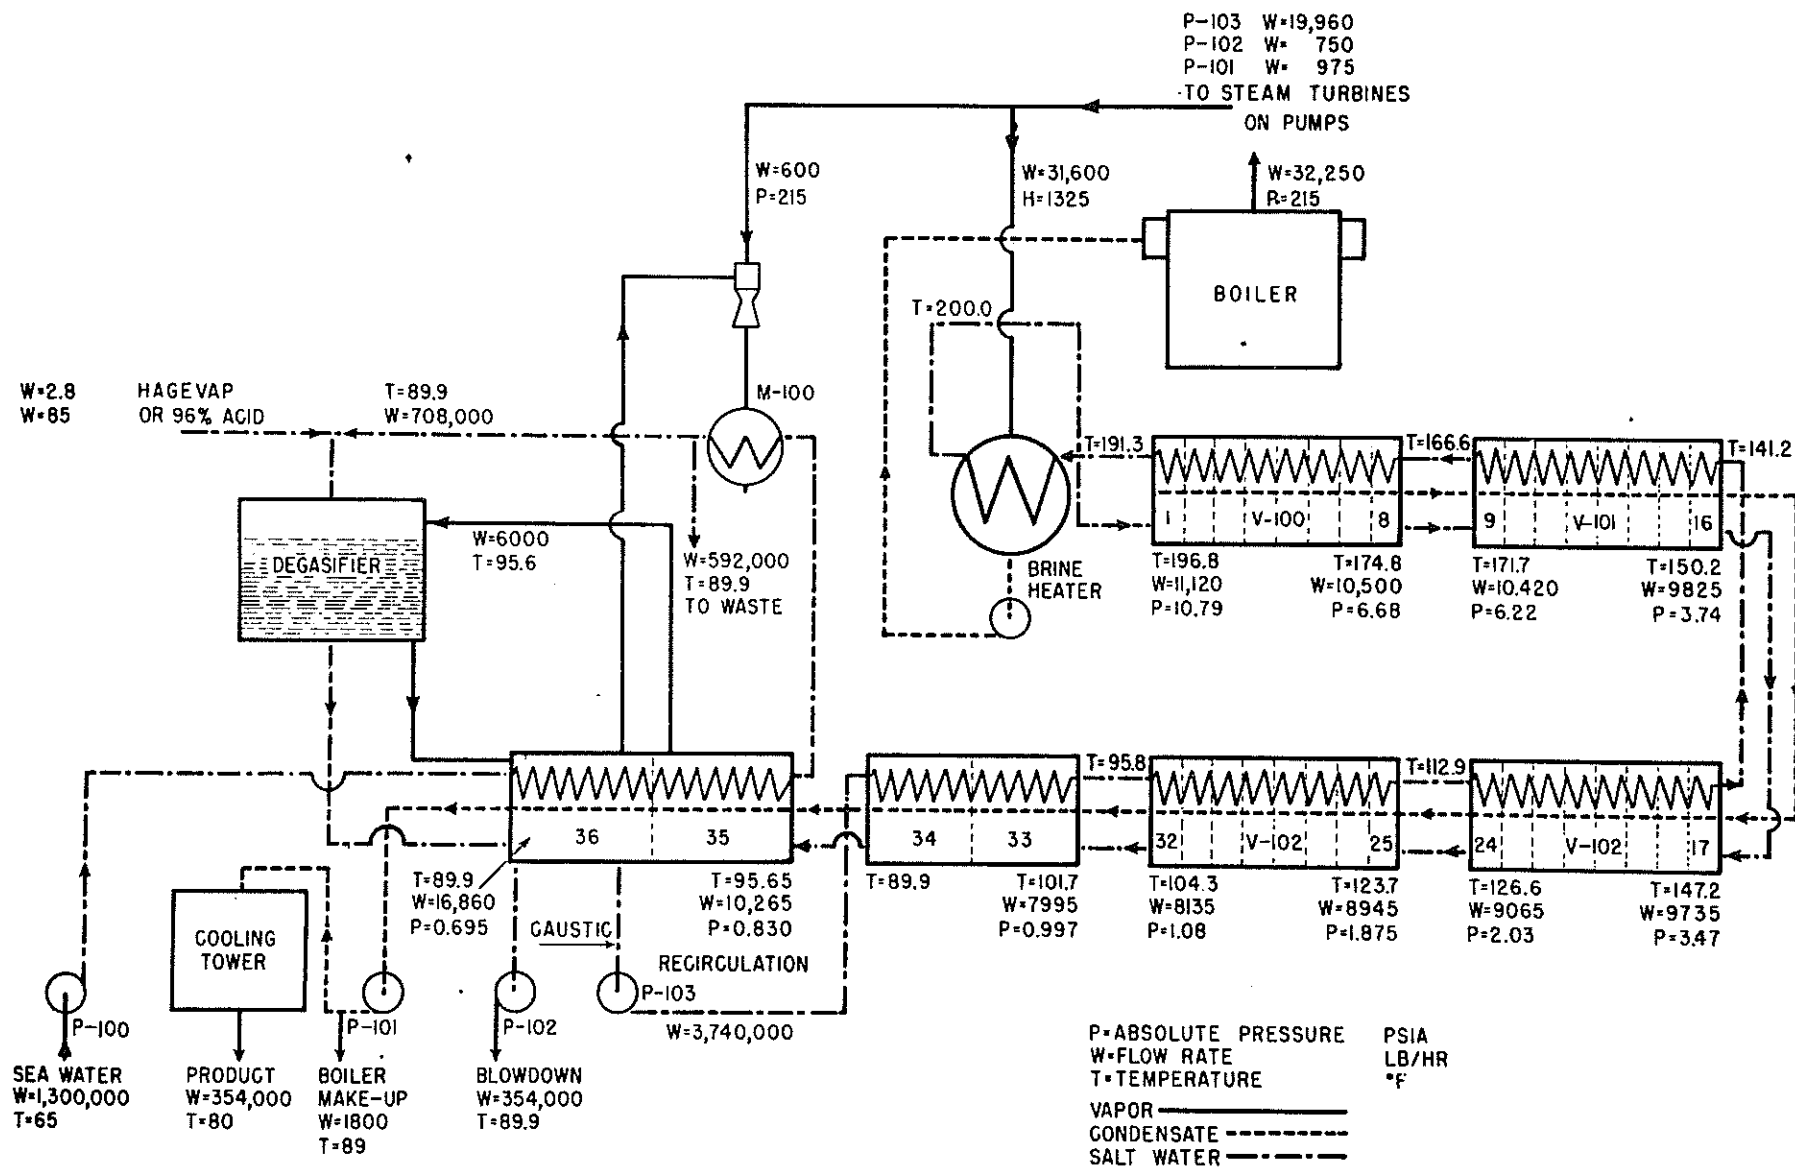 P-103 W=19,960
P-102 W= 750
P-101 W= 975
TO STEAM TURBINES
ON PUMPS
W=600
P=215
W=31,600
H=1325
W=32,250
P=215
BOILER
T=200.0
W=2.8
W=85
HAGEVAP
OR 96% ACID
T=89.9
W=708,000
M-100
T=191.3
T=166.6
T=141.2
1 V-100 8
9 V-101 16
DEGASIFIER
W=6000
T=95.6
W=592,000
T=89.9
TO WASTE
BRINE
HEATER
T=196.8
W=11,120
P=10.79
T=174.8
W=10,500
P=6.68
T=171.7
W=10.420
P=6.22
T=150.2
W=9825
P=3.74
T=95.8
T=112.9
36 35
34 33
32 V-102 25
24 V-102 17
T=89.9
W=16,860
P=0.695
T=95.65
W=10,265
P=0.830
T=89.9
T=101.7
W=7995
P=0.997
T=104.3
W=8135
P=1.08
T=123.7
W=8945
P=1.875
T=126.6
W=9065
P=2.03
T=147.2
W=9735
P=3.47
COOLING
TOWER
CAUSTIC
RECIRCULATION
P-100
P-101
P-102
P-103
W=3,740,000
SEA WATER
W=1,300,000
T=65
PRODUCT
W=354,000
T=80
BOILER
MAKE-UP
W=1800
T=89
BLOWDOWN
W=354,000
T=89.9
P=ABSOLUTE PRESSURE PSIA
W=FLOW RATE LB/HR
T=TEMPERATURE °F
VAPOR
CONDENSATE
SALT WATER